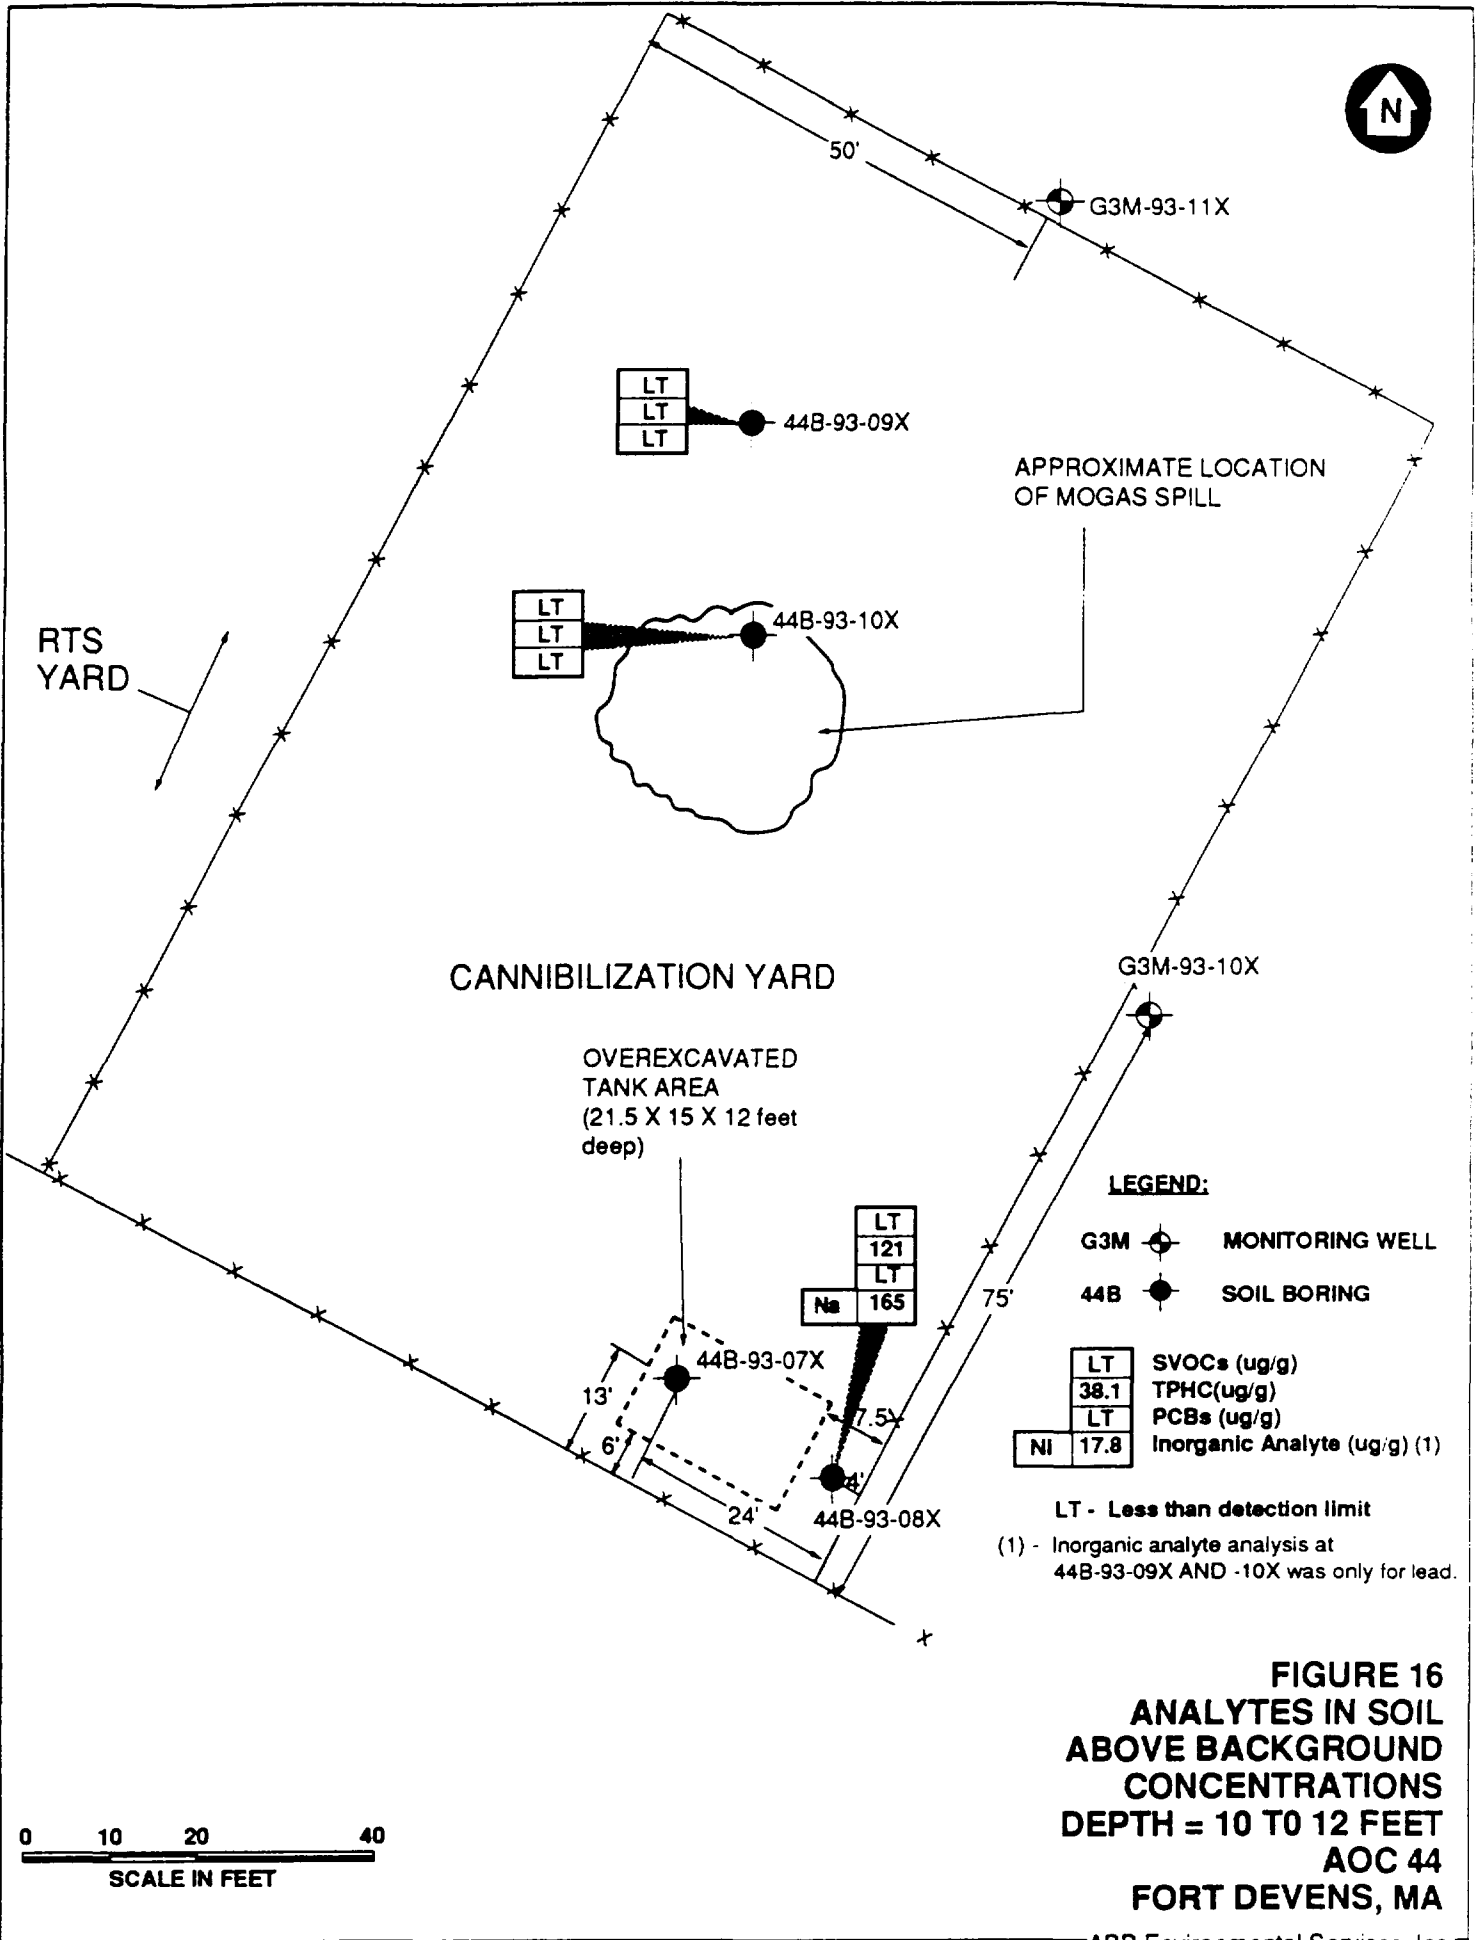 N
50'
G3M-93-11X
LT
LT
LT
44B-93-09X
APPROXIMATE LOCATION
OF MOGAS SPILL
LT
LT
LT
44B-93-10X
RTS
YARD
CANNIBILIZATION YARD
G3M-93-10X
OVEREXCAVATED
TANK AREA
(21.5 X 15 X 12 feet
deep)
LT
121
LT
Na 165
75'
44B-93-07X
13'
6'
7.5'
4'
24'
44B-93-08X
LEGEND:
G3M MONITORING WELL
44B SOIL BORING
LT SVOCs (ug/g)
38.1 TPHC(ug/g)
LT PCBs (ug/g)
NI 17.8 Inorganic Analyte (ug/g) (1)
LT - Less than detection limit
(1) - Inorganic analyte analysis at
44B-93-09X AND -10X was only for lead.
FIGURE 16
ANALYTES IN SOIL
ABOVE BACKGROUND
CONCENTRATIONS
DEPTH = 10 TO 12 FEET
AOC 44
FORT DEVENS, MA
0 10 20 40
SCALE IN FEET
ABB Environmental Services, Inc.